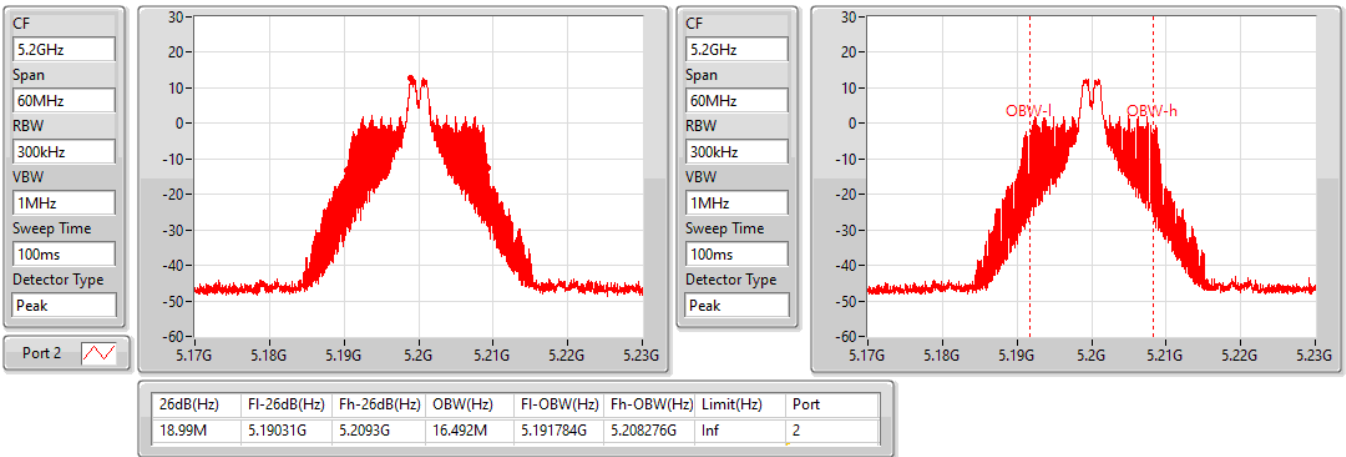 CF
5.2GHz
Span
60MHz
RBW
300kHz
VBW
1MHz
Sweep Time
100ms
Detector Type
Peak
Port 2
30
20
10
0
-10
-20
-30
-40
-50
-60
5.17G 5.18G 5.19G 5.2G 5.21G 5.22G 5.23G
CF
5.2GHz
Span
60MHz
RBW
300kHz
VBW
1MHz
Sweep Time
100ms
Detector Type
Peak
30
20
10
0
-10
-20
-30
-40
-50
-60
OBW-l OBW-h
5.17G 5.18G 5.19G 5.2G 5.21G 5.22G 5.23G
26dB(Hz) Fl-26dB(Hz) Fh-26dB(Hz) OBW(Hz) Fl-OBW(Hz) Fh-OBW(Hz) Limit(Hz) Port
18.99M 5.19031G 5.2093G 16.492M 5.191784G 5.208276G Inf 2